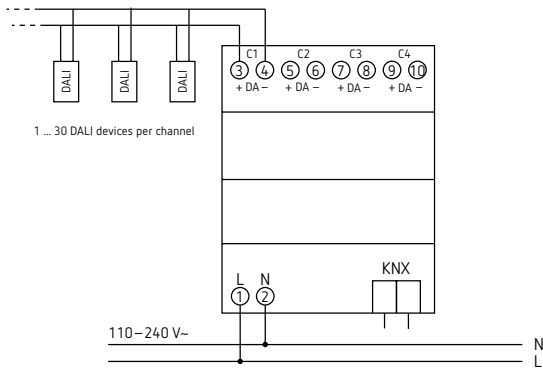 C1 C2 C3 C4
3 4 5 6 7 8 9 10
+ DA − + DA − + DA − + DA −
DALI DALI DALI
1 ... 30 DALI devices per channel
L N KNX
1 2
110–240 V~
N
L